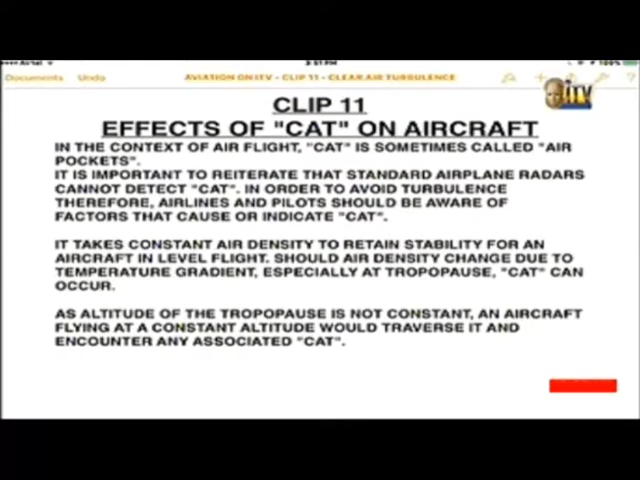 3:51 PM
100%
Documents Undo AVIATION ON ITV - CLIP 11 - CLEAR AIR TURBULENCE
iTV
CLIP 11
EFFECTS OF "CAT" ON AIRCRAFT
IN THE CONTEXT OF AIR FLIGHT, "CAT" IS SOMETIMES CALLED "AIR
POCKETS".
IT IS IMPORTANT TO REITERATE THAT STANDARD AIRPLANE RADARS
CANNOT DETECT "CAT". IN ORDER TO AVOID TURBULENCE
THEREFORE, AIRLINES AND PILOTS SHOULD BE AWARE OF
FACTORS THAT CAUSE OR INDICATE "CAT".
IT TAKES CONSTANT AIR DENSITY TO RETAIN STABILITY FOR AN
AIRCRAFT IN LEVEL FLIGHT. SHOULD AIR DENSITY CHANGE DUE TO
TEMPERATURE GRADIENT, ESPECIALLY AT TROPOPAUSE, "CAT" CAN
OCCUR.
AS ALTITUDE OF THE TROPOPAUSE IS NOT CONSTANT, AN AIRCRAFT
FLYING AT A CONSTANT ALTITUDE WOULD TRAVERSE IT AND
ENCOUNTER ANY ASSOCIATED "CAT".